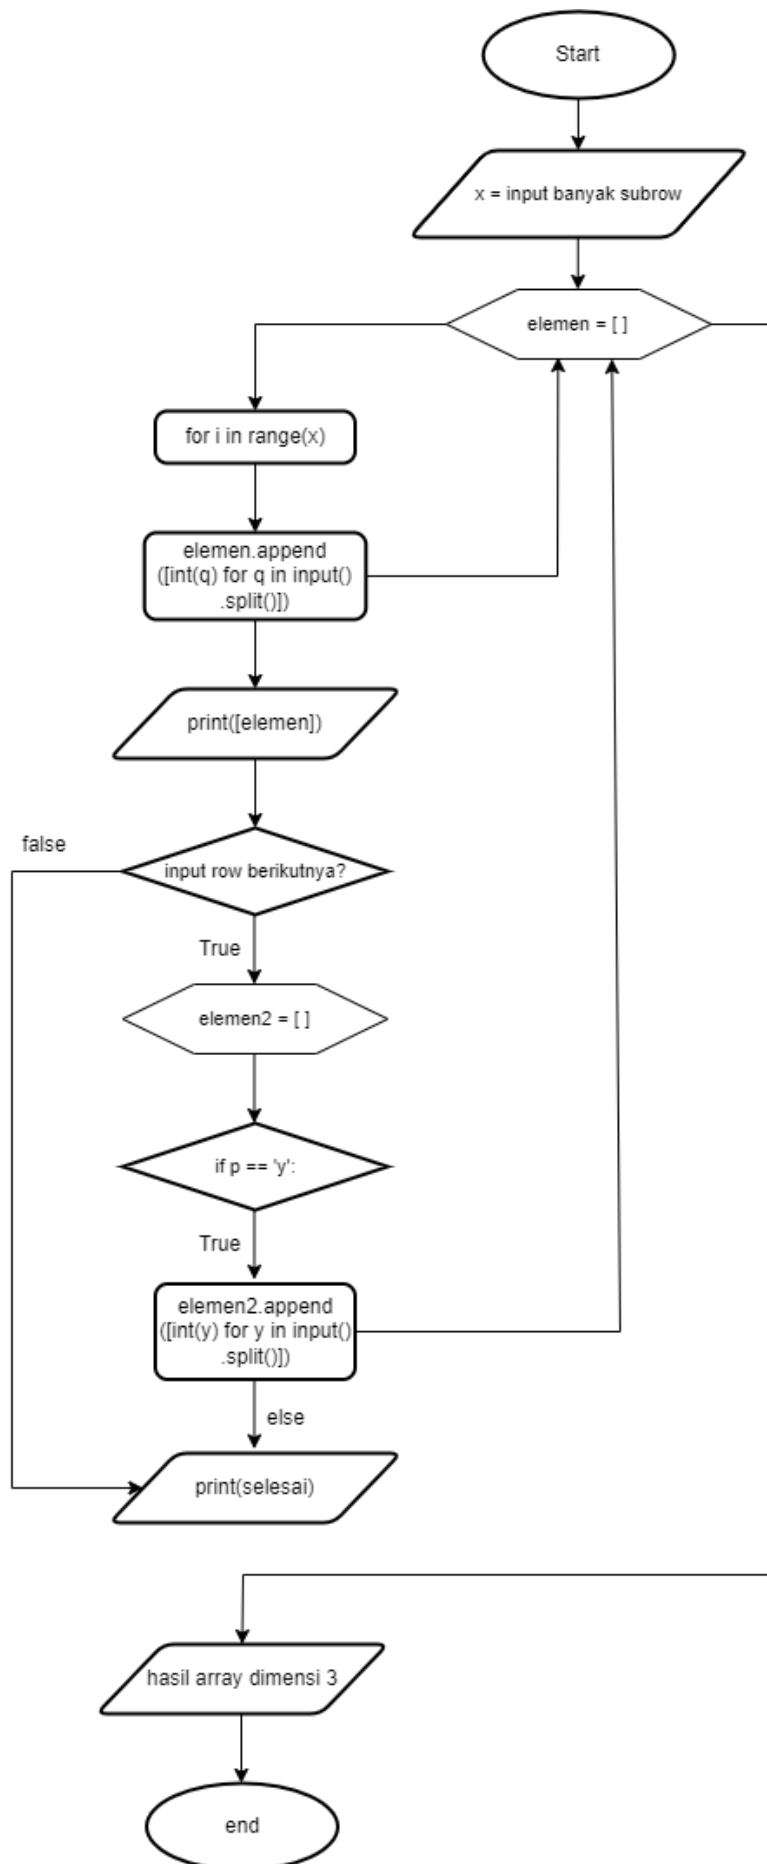 Start
x = input banyak subrow
elemen = [ ]
for i in range(x)
elemen.append
([int(q) for q in input()
.split()])
print([elemen])
false
input row berikutnya?
True
elemen2 = [ ]
if p == 'y':
True
elemen2.append
([int(y) for y in input()
.split()])
else
print(selesai)
hasil array dimensi 3
end